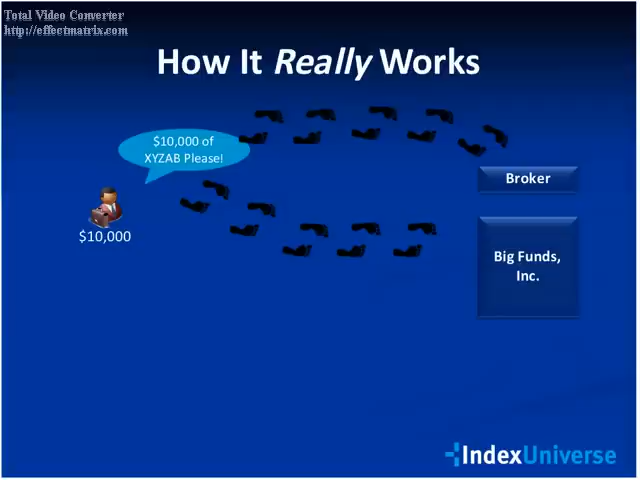 Total Video Converter
http://effectmatrix.com
How It Really Works
$10,000 of
XYZAB Please!
Broker
$10,000
Big Funds,
Inc.
IndexUniverse